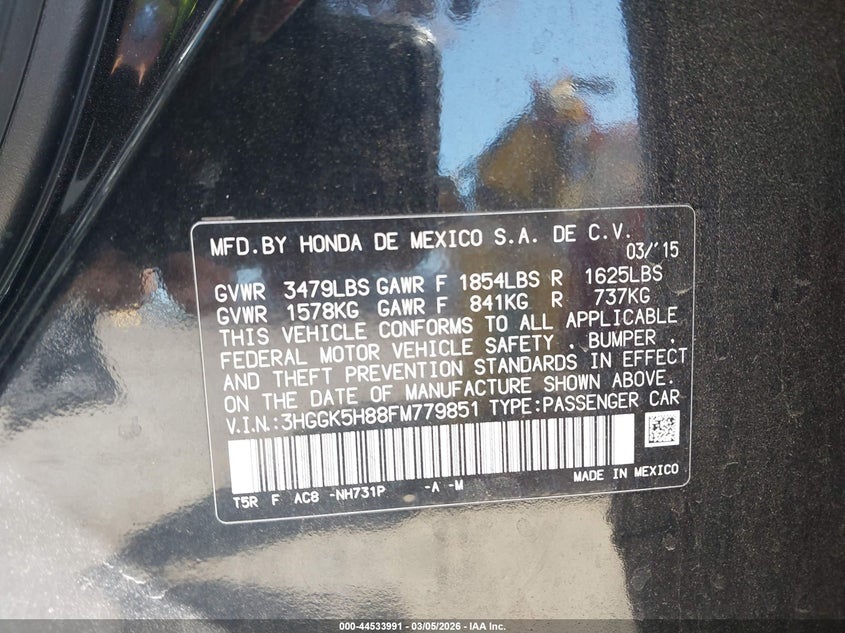 MFD.BY HONDA DE MEXICO S.A. DE C.V.
03/'15
GVWR 3479LBS GAWR F 1854LBS R 1625LBS
GVWR 1578KG GAWR F 841KG R 737KG
THIS VEHICLE CONFORMS TO ALL APPLICABLE
FEDERAL MOTOR VEHICLE SAFETY , BUMPER ,
AND THEFT PREVENTION STANDARDS IN EFFECT
ON THE DATE OF MANUFACTURE SHOWN ABOVE.
V.I.N.:3HGGK5H88FM779851 TYPE:PASSENGER CAR
T5R F AC8 -NH731P -A -M
MADE IN MEXICO
000-44533991 — 03/05/2026 — IAA Inc.